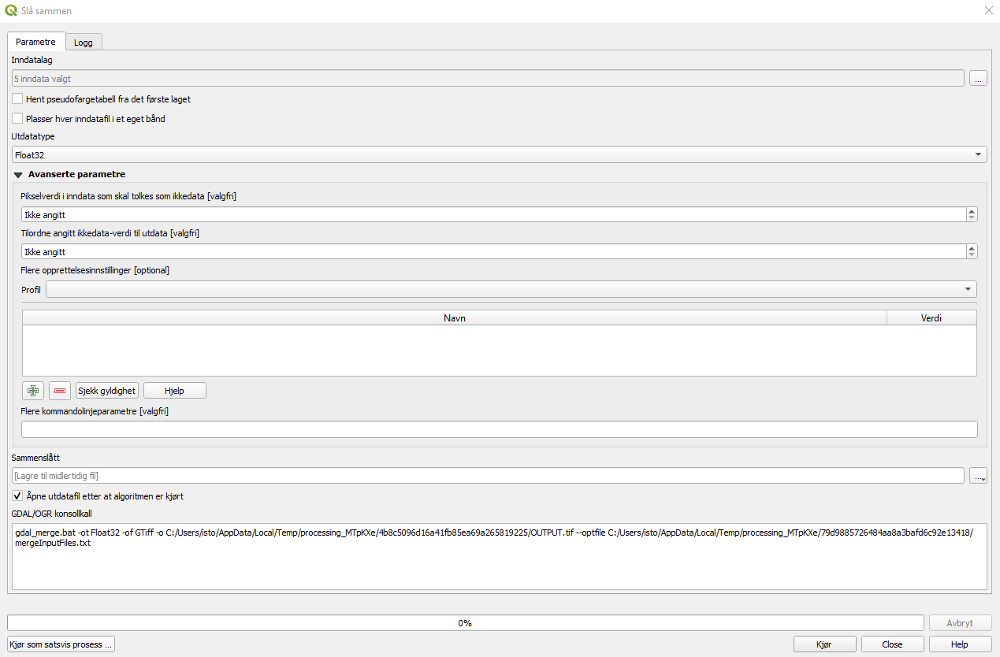 Slå sammen
Parametre
Logg
Inndatalag
5 inndata valgt
...
Hent pseudofargetabell fra det første laget
Plasser hver inndatafil i et eget bånd
Utdatatype
Float32
Avanserte parametre
Pikselverdi i inndata som skal tolkes som ikkedata [valgfri]
Ikke angitt
Tilordne angitt ikkedata-verdi til utdata [valgfri]
Ikke angitt
Flere opprettelsesinnstillinger [optional]
Profil
Navn
Verdi
Sjekk gyldighet
Hjelp
Flere kommandolinjeparametre [valgfri]
Sammenslått
[Lagre til midlertidig fil]
...
Åpne utdatafil etter at algoritmen er kjørt
GDAL/OGR konsollkall
gdal_merge.bat -ot Float32 -of GTiff -o C:/Users/isto/AppData/Local/Temp/processing_MTpKXe/4b8c5096d16a41fb85ea69a265819225/OUTPUT.tif --optfile C:/Users/isto/AppData/Local/Temp/processing_MTpKXe/79d9885726484aa8a3bafd6c92e13418/
mergeInputFiles.txt
0%
Avbryt
Kjør som satsvis prosess ...
Kjør
Close
Help